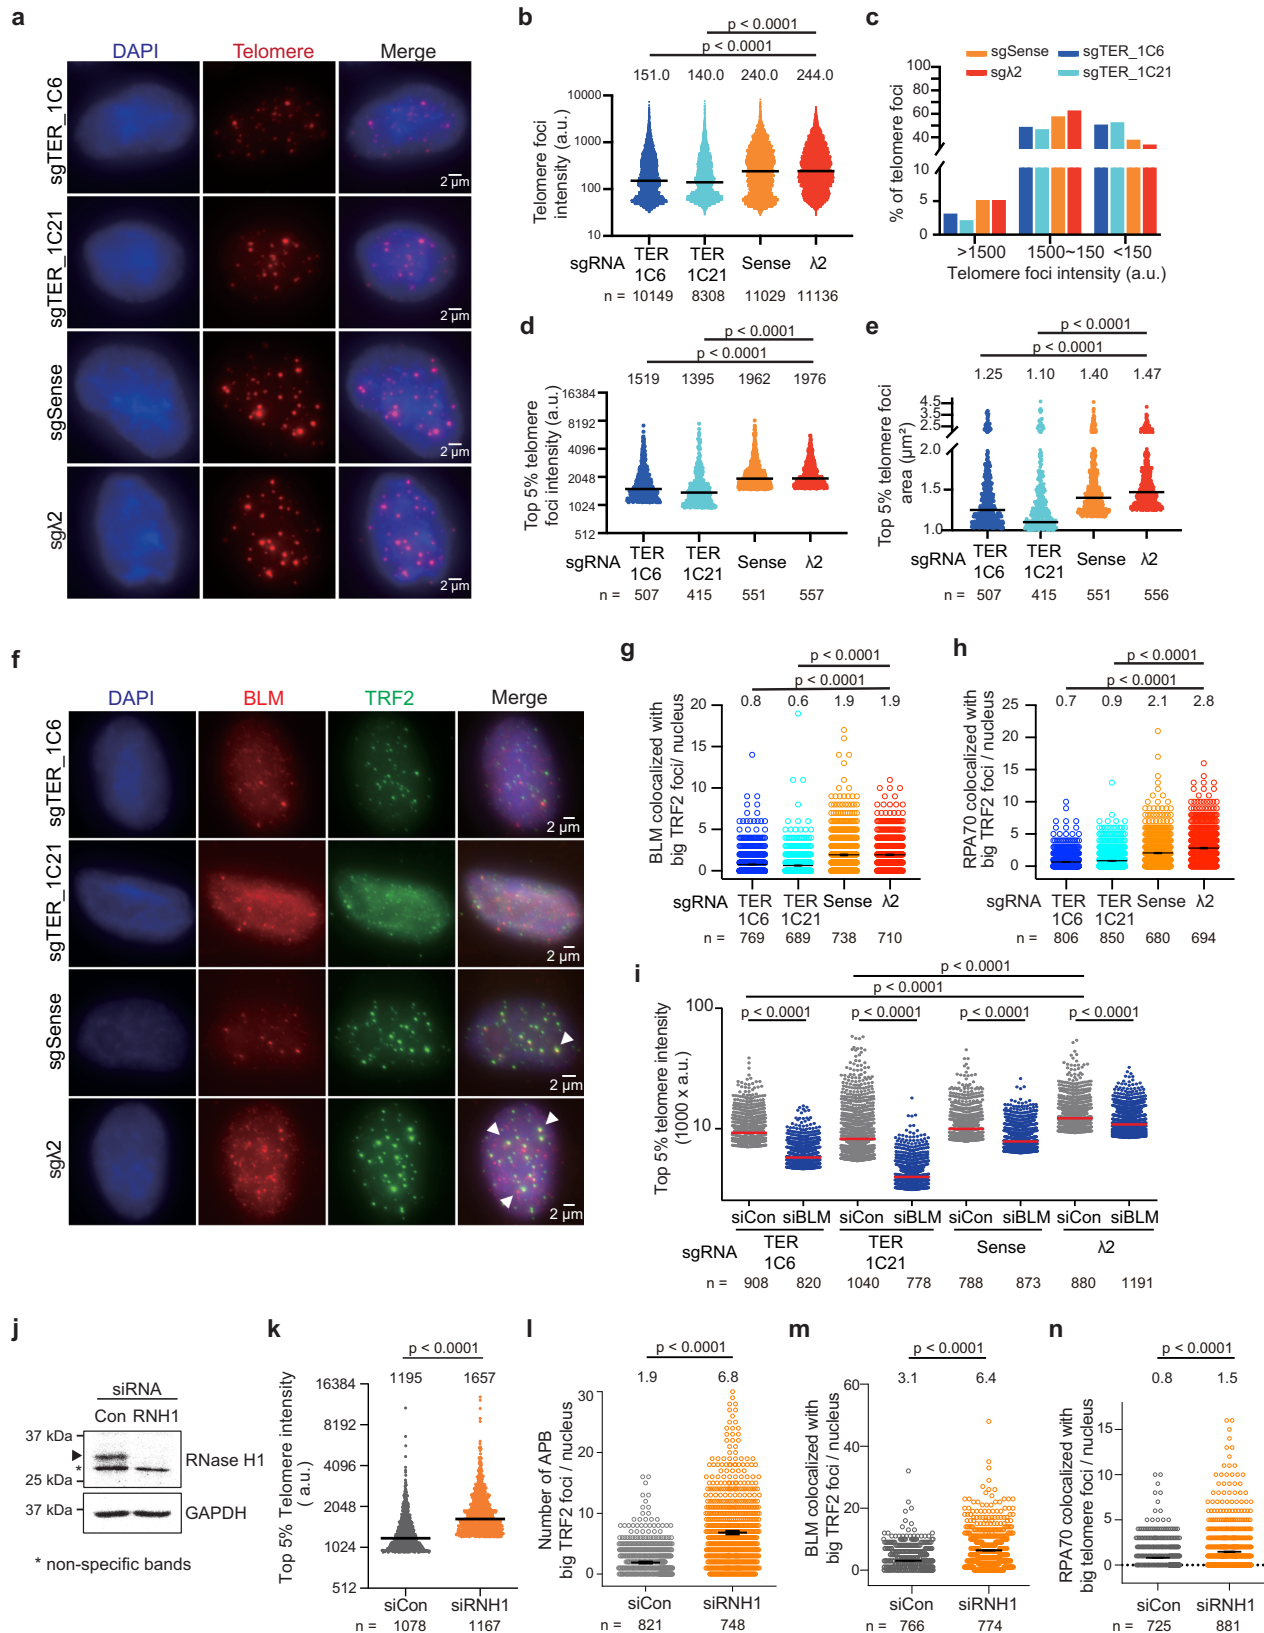 a
DAPI Telomere Merge
sgTER_1C6
2 µm
sgTER_1C21
2 µm
sgSense
2 µm
sgλ2
2 µm
b
p < 0.0001
p < 0.0001
151.0 140.0 240.0 244.0
Telomere foci
intensity (a.u.)
10000
1000
100
10
sgRNA TER 1C6 TER 1C21 Sense λ2
n = 10149 8308 11029 11136
c
sgSense sgTER_1C6
sgλ2 sgTER_1C21
% of telomere foci
100
80
60
40
10
5
0
>1500 1500~150 <150
Telomere foci intensity (a.u.)
d
p < 0.0001
p < 0.0001
1519 1395 1962 1976
Top 5% telomere
foci intensity (a.u.)
16384
8192
4096
2048
1024
512
sgRNA TER 1C6 TER 1C21 Sense λ2
n = 507 415 551 557
e
p < 0.0001
p < 0.0001
1.25 1.10 1.40 1.47
Top 5% telomere foci
area (µm²)
4.5
3.5
2.5
2.0
1.5
1.0
sgRNA TER 1C6 TER 1C21 Sense λ2
n = 507 415 551 556
f
DAPI BLM TRF2 Merge
sgTER_1C6
2 µm
sgTER_1C21
2 µm
sgSense
2 µm
sgλ2
2 µm
g
p < 0.0001
p < 0.0001
0.8 0.6 1.9 1.9
BLM colocalized with
big TRF2 foci/ nucleus
20
15
10
5
0
sgRNA TER 1C6 TER 1C21 Sense λ2
n = 769 689 738 710
h
p < 0.0001
p < 0.0001
0.7 0.9 2.1 2.8
RPA70 colocalized with
big TRF2 foci / nucleus
25
20
15
10
5
0
sgRNA TER 1C6 TER 1C21 Sense λ2
n = 806 850 680 694
i
p < 0.0001
p < 0.0001
p < 0.0001 p < 0.0001 p < 0.0001 p < 0.0001
Top 5% telomere intensity
(1000 x a.u.)
100
10
siCon siBLM siCon siBLM siCon siBLM siCon siBLM
sgRNA TER 1C6 TER 1C21 Sense λ2
n = 908 820 1040 778 788 873 880 1191
j
siRNA
Con RNH1
37 kDa
RNase H1
*
25 kDa
37 kDa
GAPDH
* non-specific bands
k
p < 0.0001
1195 1657
Top 5% Telomere intensity
( a.u.)
16384
8192
4096
2048
1024
512
siCon siRNH1
n = 1078 1167
l
p < 0.0001
1.9 6.8
Number of APB
big TRF2 foci / nucleus
30
20
10
0
siCon siRNH1
n = 821 748
m
p < 0.0001
3.1 6.4
BLM colocalized with
big TRF2 foci / nucleus
60
40
20
0
siCon siRNH1
n = 766 774
n
p < 0.0001
0.8 1.5
RPA70 colocalized with
big telomere foci / nucleus
15
10
5
0
siCon siRNH1
n = 725 881